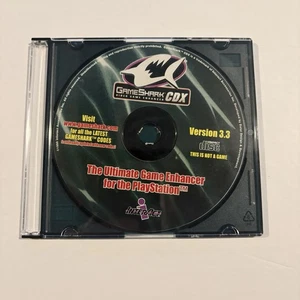 GAMESHARK
VIDEO GAME ENHANCER
CDX
Visit
www.gameshark.com
for all the LATEST
GAMESHARK™ CODES
Version 3.3
THIS IS NOT A GAME
The Ultimate Game Enhancer
for the PlayStation™
INTERACT